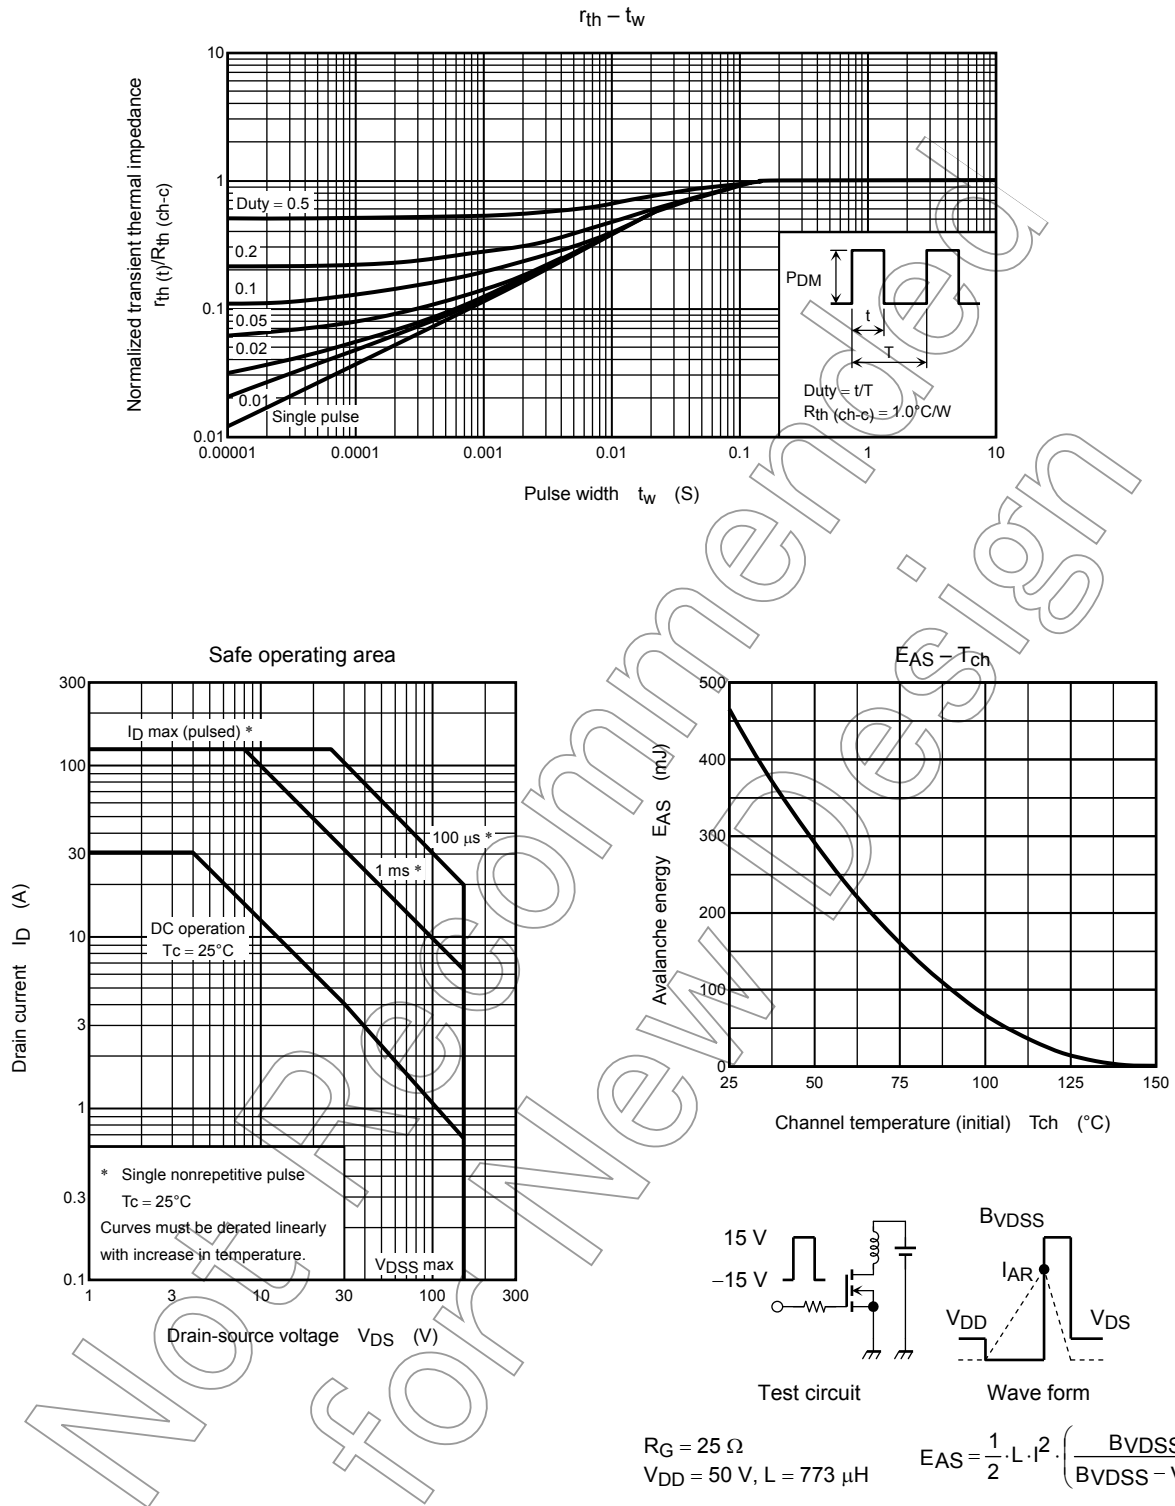 rth – tw
Normalized transient thermal impedance
rth (t)/Rth (ch-c)
10
1
0.1
0.01
Duty = 0.5
0.2
0.1
0.05
0.02
0.01
Single pulse
0.00001
0.0001
0.001
0.01
0.1
1
10
Pulse width tw (S)
PDM
t
T
Duty = t/T
Rth (ch-c) = 1.0°C/W
Safe operating area
Drain current ID (A)
300
100
30
10
3
1
0.3
0.1
ID max (pulsed) *
100 μs *
1 ms *
DC operation
Tc = 25°C
* Single nonrepetitive pulse
Tc = 25°C
Curves must be derated linearly
with increase in temperature.
VDSS max
1
3
10
30
100
300
Drain-source voltage VDS (V)
EAS – Tch
Avalanche energy EAS (mJ)
500
400
300
200
100
0
25
50
75
100
125
150
Channel temperature (initial) Tch (°C)
15 V
−15 V
Test circuit
BVDSS
IAR
VDD
VDS
Wave form
RG = 25 Ω
VDD = 50 V, L = 773 μH
EAS = 1/2 · L · I2 · ( BVDSS / BVDSS − V
Not Recommended
for New Design